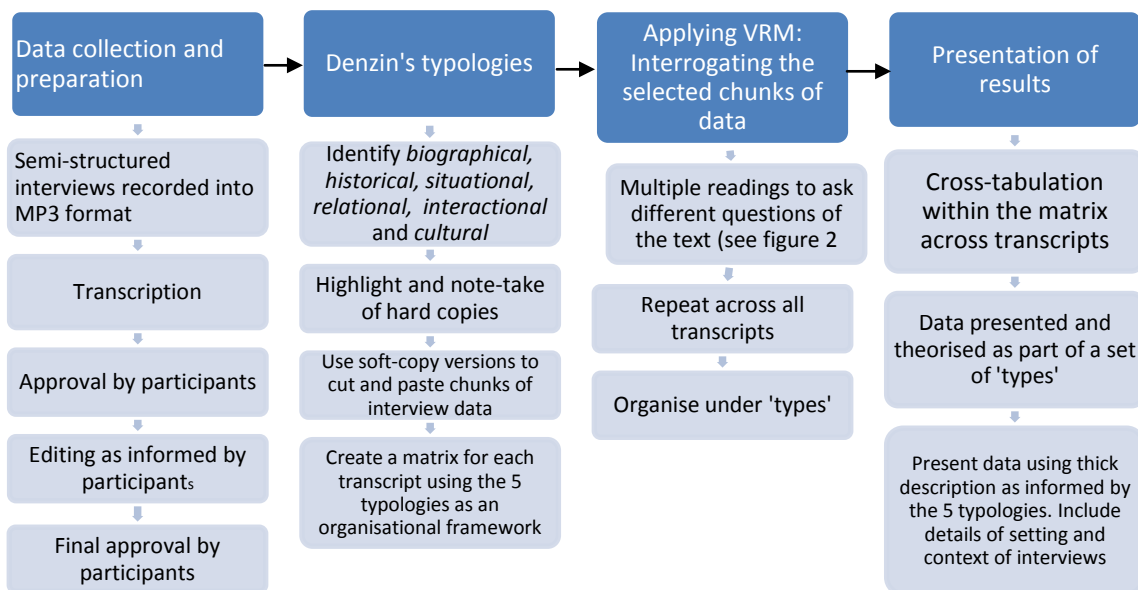 Data collection and
preparation
Semi-structured
interviews recorded into
MP3 format
Transcription
Approval by participants
Editing as informed by
participants
Final approval by
participants
Denzin's typologies
Identify biographical,
historical, situational,
relational, interactional
and cultural
Highlight and note-take
of hard copies
Use soft-copy versions to
cut and paste chunks of
interview data
Create a matrix for each
transcript using the 5
typologies as an
organisational framework
Applying VRM:
Interrogating the
selected chunks of
data
Multiple readings to ask
different questions of
the text (see figure 2
Repeat across all
transcripts
Organise under 'types'
Presentation of
results
Cross-tabulation
within the matrix
across transcripts
Data presented and
theorised as part of a set
of 'types'
Present data using thick
description as informed by
the 5 typologies. Include
details of setting and
context of interviews